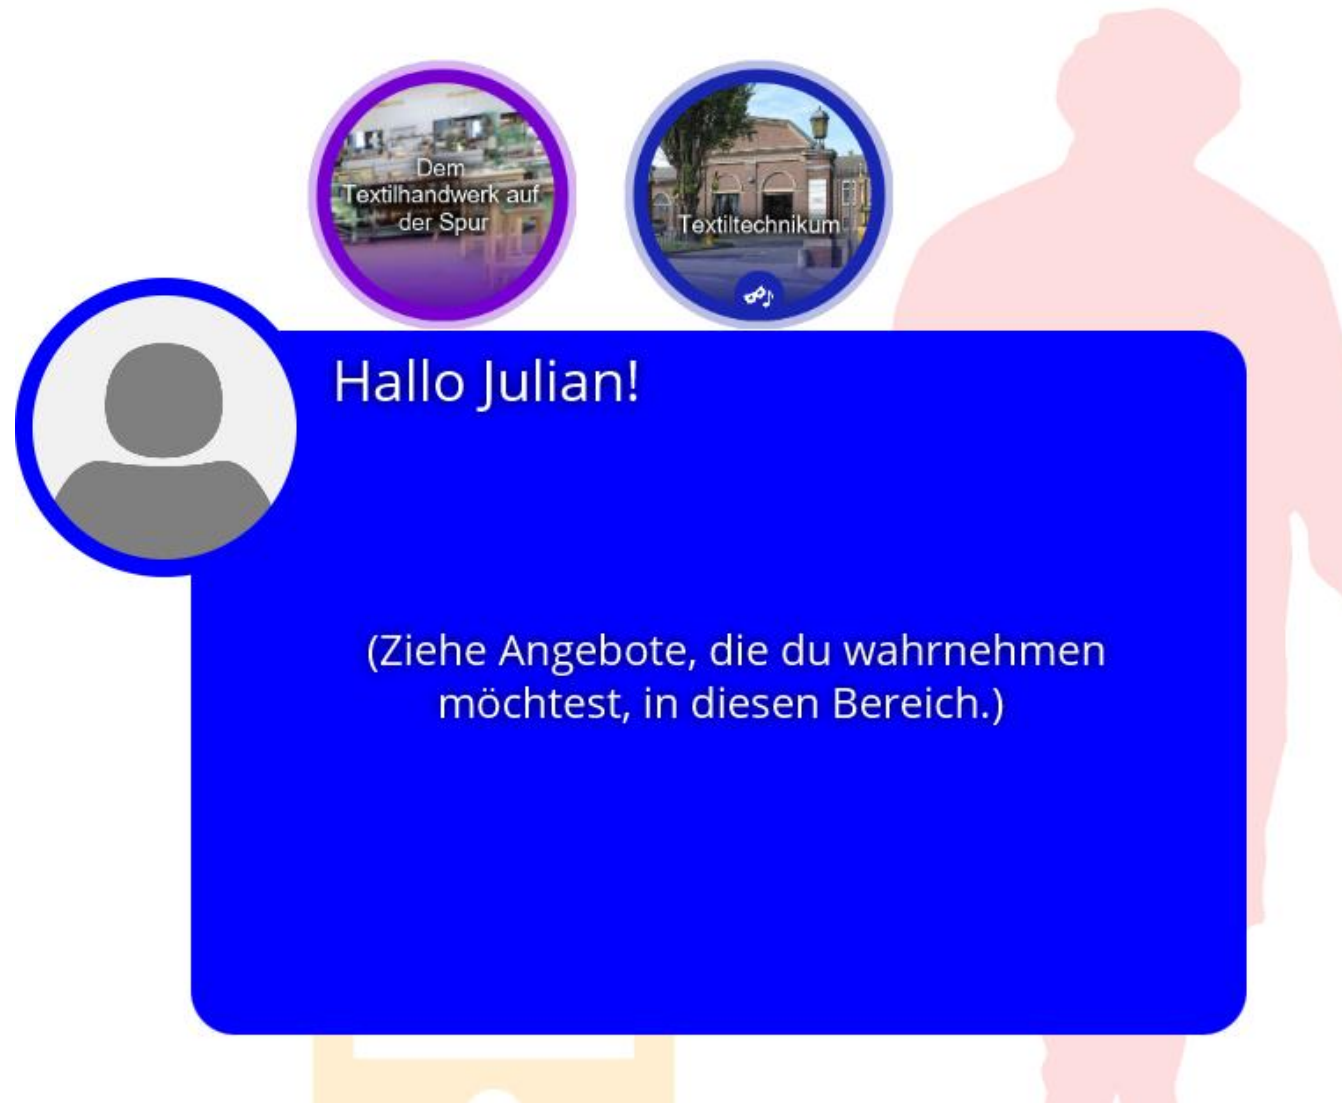 Dem
Textilhandwerk auf
der Spur
Textiltechnikum
Hallo Julian!
(Ziehe Angebote, die du wahrnehmen
möchtest, in diesen Bereich.)